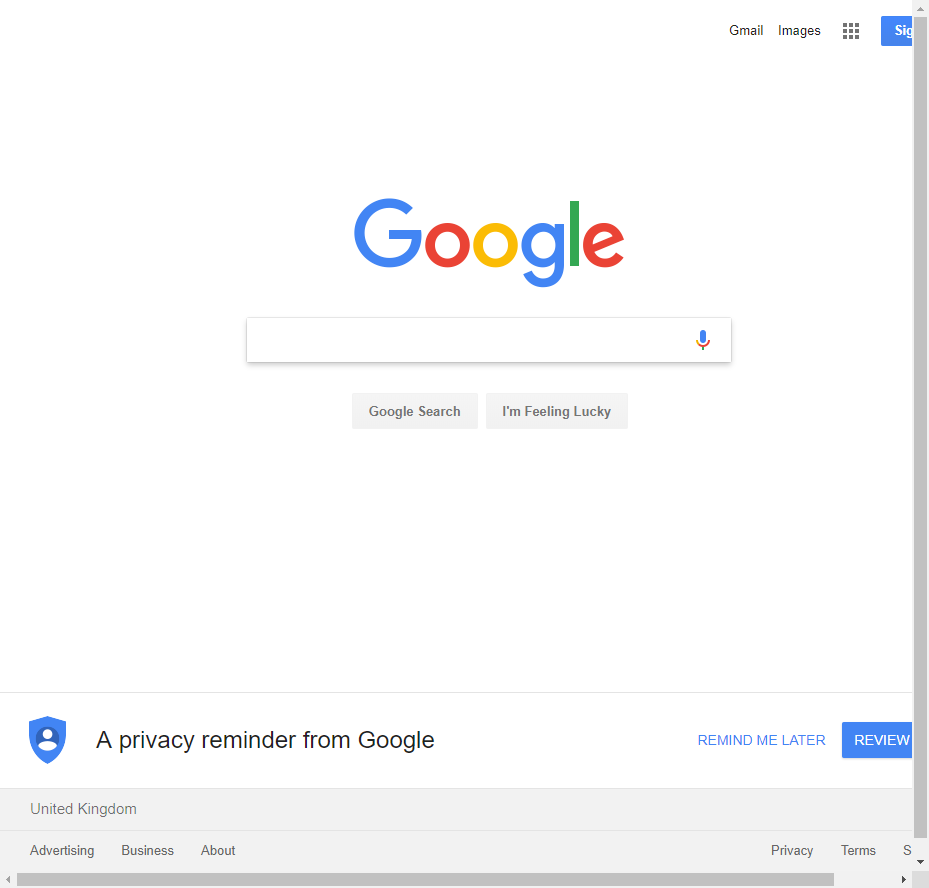 Gmail Images Sig
Google
Google Search I'm Feeling Lucky
A privacy reminder from Google REMIND ME LATER REVIEW
United Kingdom
Advertising Business About Privacy Terms S